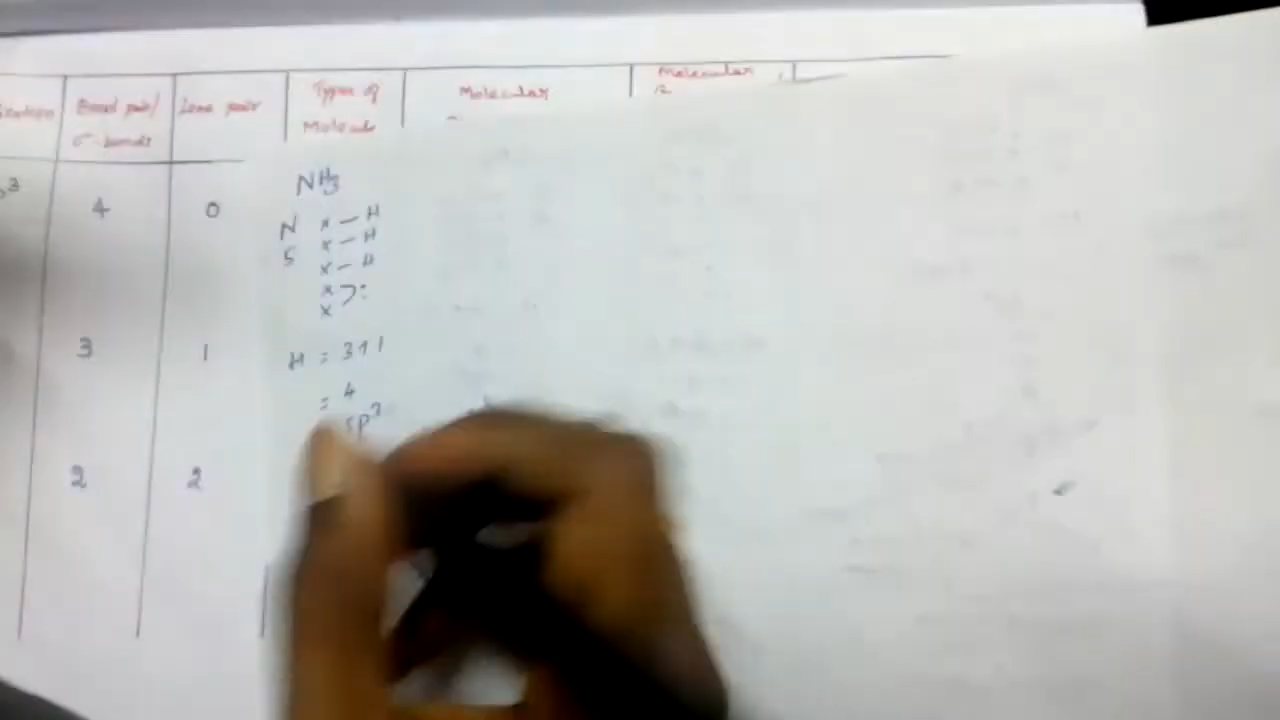 Bond pair/
σ-bonds
Lone pair
Types of
Molecul
Molecular
Molecular
4
0
NH3
N x — H
x — H
5
x — H
x
x
:
3
1
H = 3+1
= 4
sp3
2
2